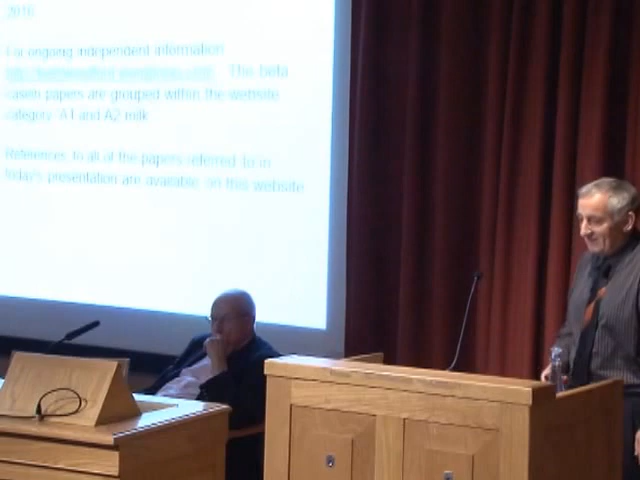 2010
For ongoing independent information
The beta
casein papers are grouped within the website
category 'A1 and A2 milk'
References to all of the papers referred to in
today's presentation are available on this website